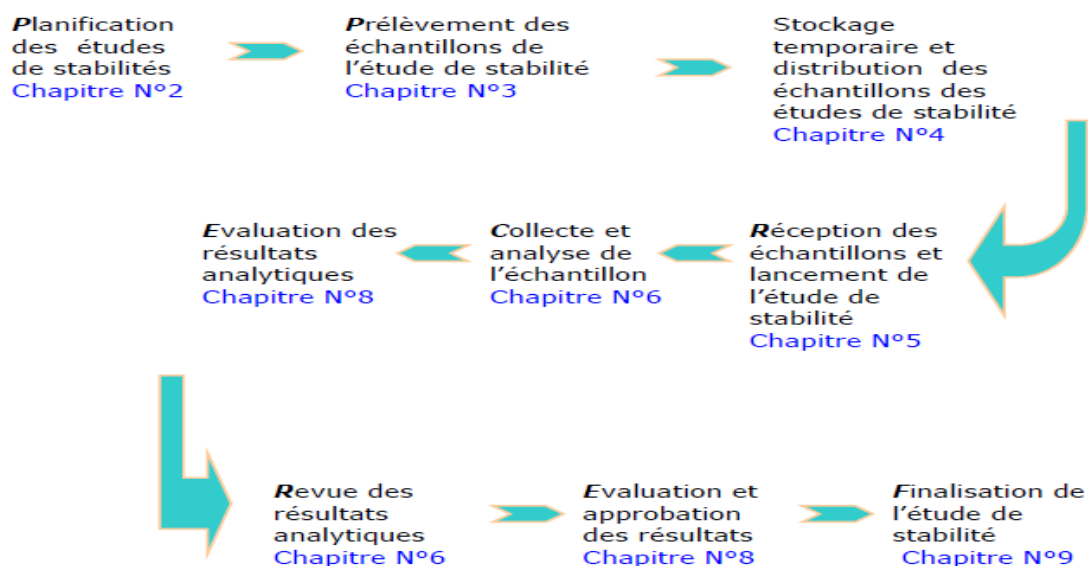 Planification
des études
de stabilités
Chapitre N°2
Prélèvement des
échantillons de
l'étude de stabilité
Chapitre N°3
Stockage
temporaire et
distribution des
échantillons des
études de stabilité
Chapitre N°4
Réception des
échantillons et
lancement de
l'étude de
stabilité
Chapitre N°5
Collecte et
analyse de
l'échantillon
Chapitre N°6
Evaluation des
résultats
analytiques
Chapitre N°8
Revue des
résultats
analytiques
Chapitre N°6
Evaluation et
approbation
des résultats
Chapitre N°8
Finalisation de
l'étude de
stabilité
Chapitre N°9